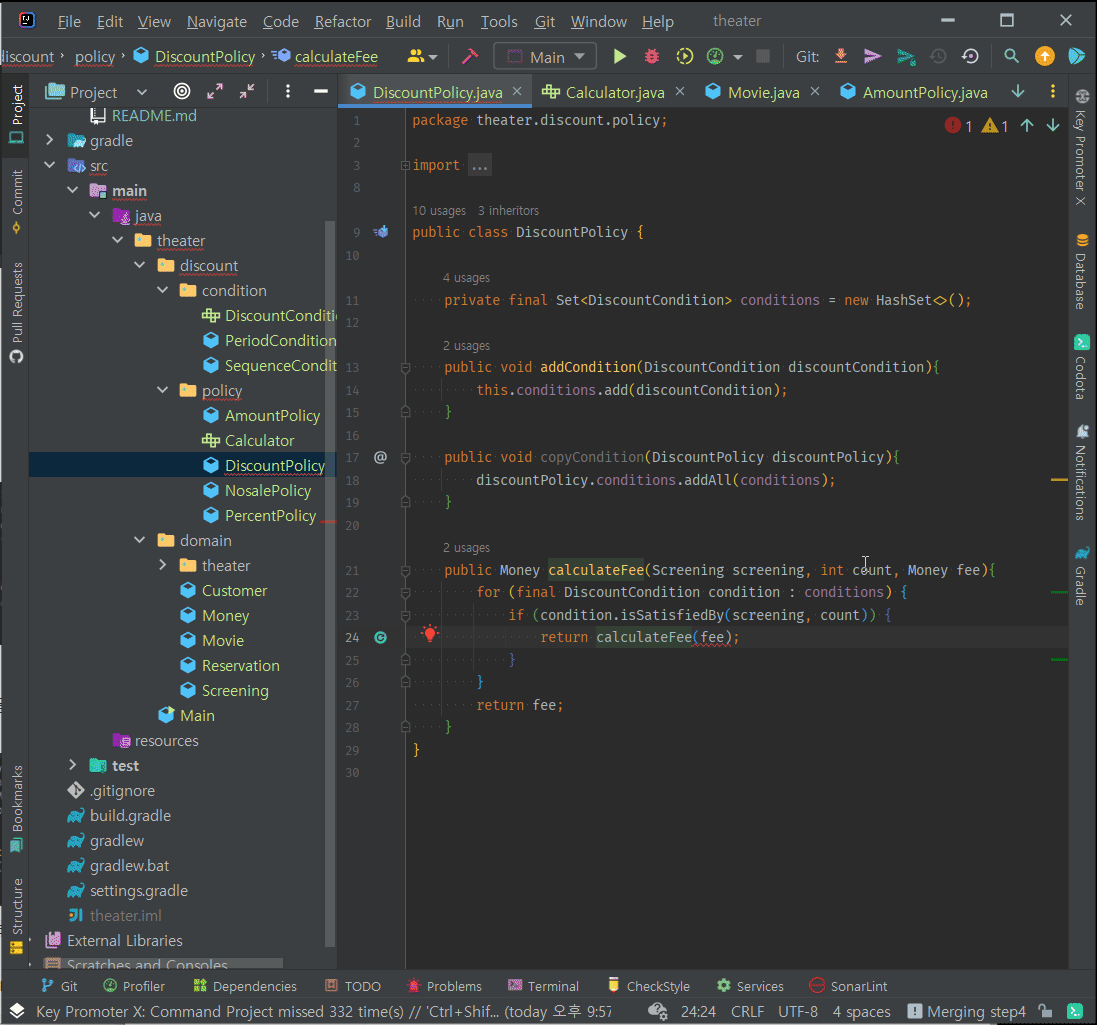 File Edit View Navigate Code Refactor Build Run Tools Git Window Help theater
discount policy DiscountPolicy calculateFee Main Git:
Project
DiscountPolicy.java Calculator.java Movie.java AmountPolicy.java
Project
Commit
Pull Requests
Bookmarks
Structure
README.md
gradle
src
main
java
theater
discount
condition
DiscountConditi
PeriodCondition
SequenceCondit
policy
AmountPolicy
Calculator
DiscountPolicy
NosalePolicy
PercentPolicy
domain
theater
Customer
Money
Movie
Reservation
Screening
Main
resources
test
.gitignore
build.gradle
gradlew
gradlew.bat
settings.gradle
theater.iml
External Libraries
Scratches and Consoles
1 package theater.discount.policy;
1 1
2
3 import ...
8
10 usages 3 inheritors
9 public class DiscountPolicy {
10
4 usages
11 private final Set<DiscountCondition> conditions = new HashSet<>();
12
2 usages
13 public void addCondition(DiscountCondition discountCondition){
14 this.conditions.add(discountCondition);
15 }
16
17 @ public void copyCondition(DiscountPolicy discountPolicy){
18 discountPolicy.conditions.addAll(conditions);
19 }
20
2 usages
21 public Money calculateFee(Screening screening, int count, Money fee){
22 for (final DiscountCondition condition : conditions) {
23 if (condition.isSatisfiedBy(screening, count)) {
24 return calculateFee(fee);
25 }
26 }
27 return fee;
28 }
29 }
30
Key Promoter X
Database
Codota
Notifications
Gradle
Git Profiler Dependencies TODO Problems Terminal CheckStyle Services SonarLint
Key Promoter X: Command Project missed 332 time(s) // 'Ctrl+Shif... (today 오후 9:57 24:24 CRLF UTF-8 4 spaces Merging step4